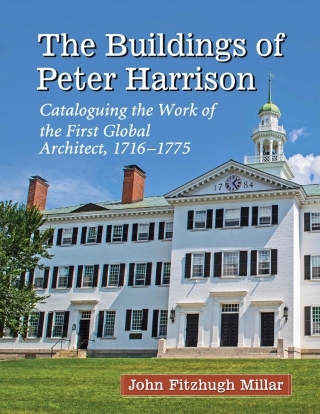 The Buildings of
Peter Harrison
Cataloguing the Work of
the First Global
Architect, 1716–1775
1784
John Fitzhugh Millar